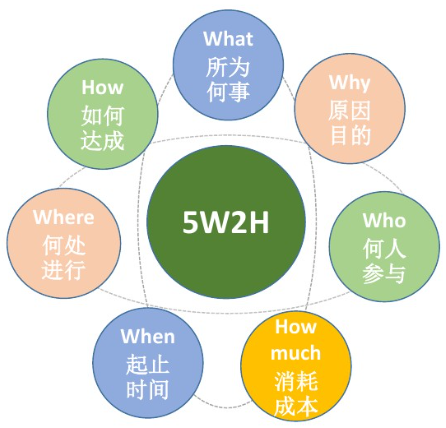 What
所为
何事
Why
原因
目的
Who
何人
参与
How
much
消耗
成本
When
起止
时间
Where
何处
进行
How
如何
达成
5W2H